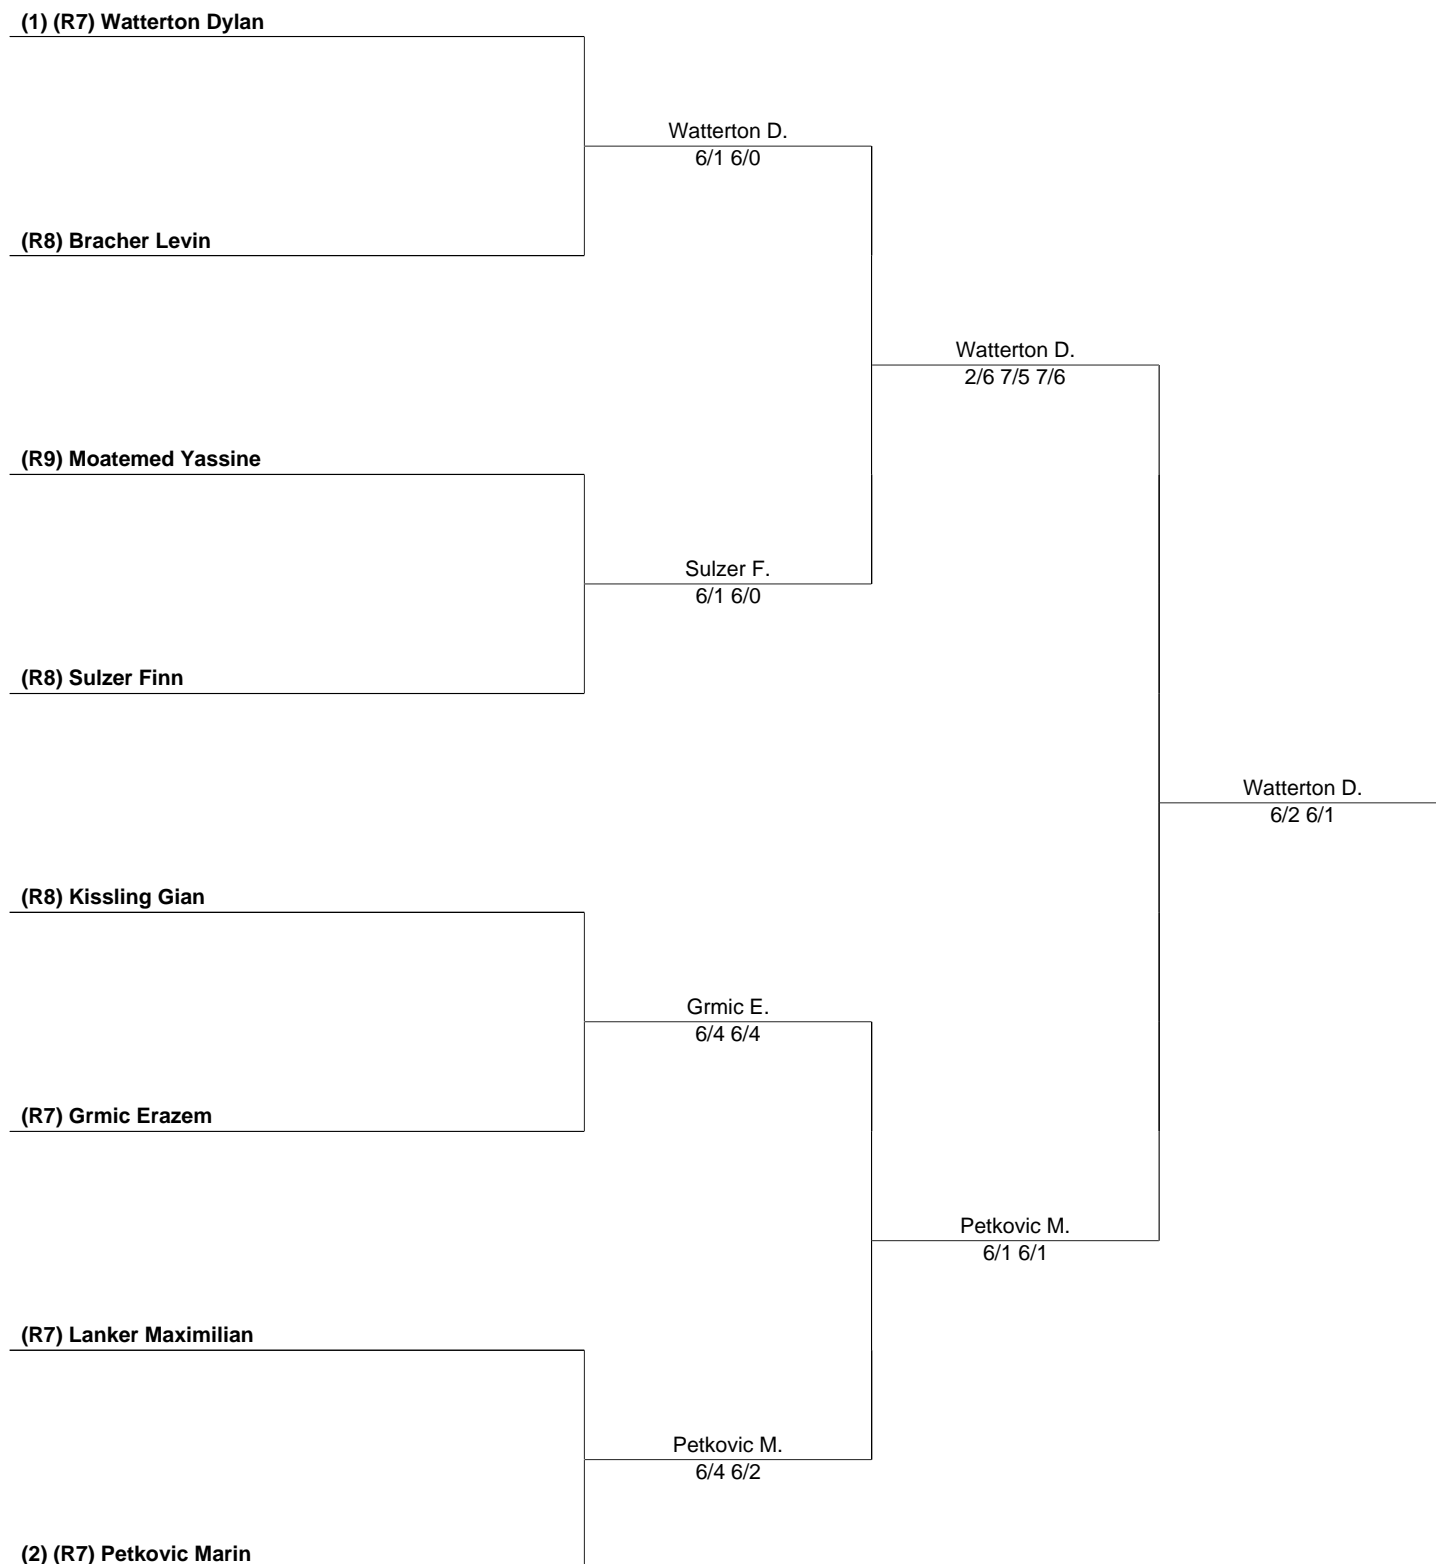 (1) (R7) Watterton Dylan
Watterton D.
6/1 6/0
(R8) Bracher Levin
Watterton D.
2/6 7/5 7/6
(R9) Moatemed Yassine
Sulzer F.
6/1 6/0
(R8) Sulzer Finn
Watterton D.
6/2 6/1
(R8) Kissling Gian
Grmic E.
6/4 6/4
(R7) Grmic Erazem
Petkovic M.
6/1 6/1
(R7) Lanker Maximilian
Petkovic M.
6/4 6/2
(2) (R7) Petkovic Marin